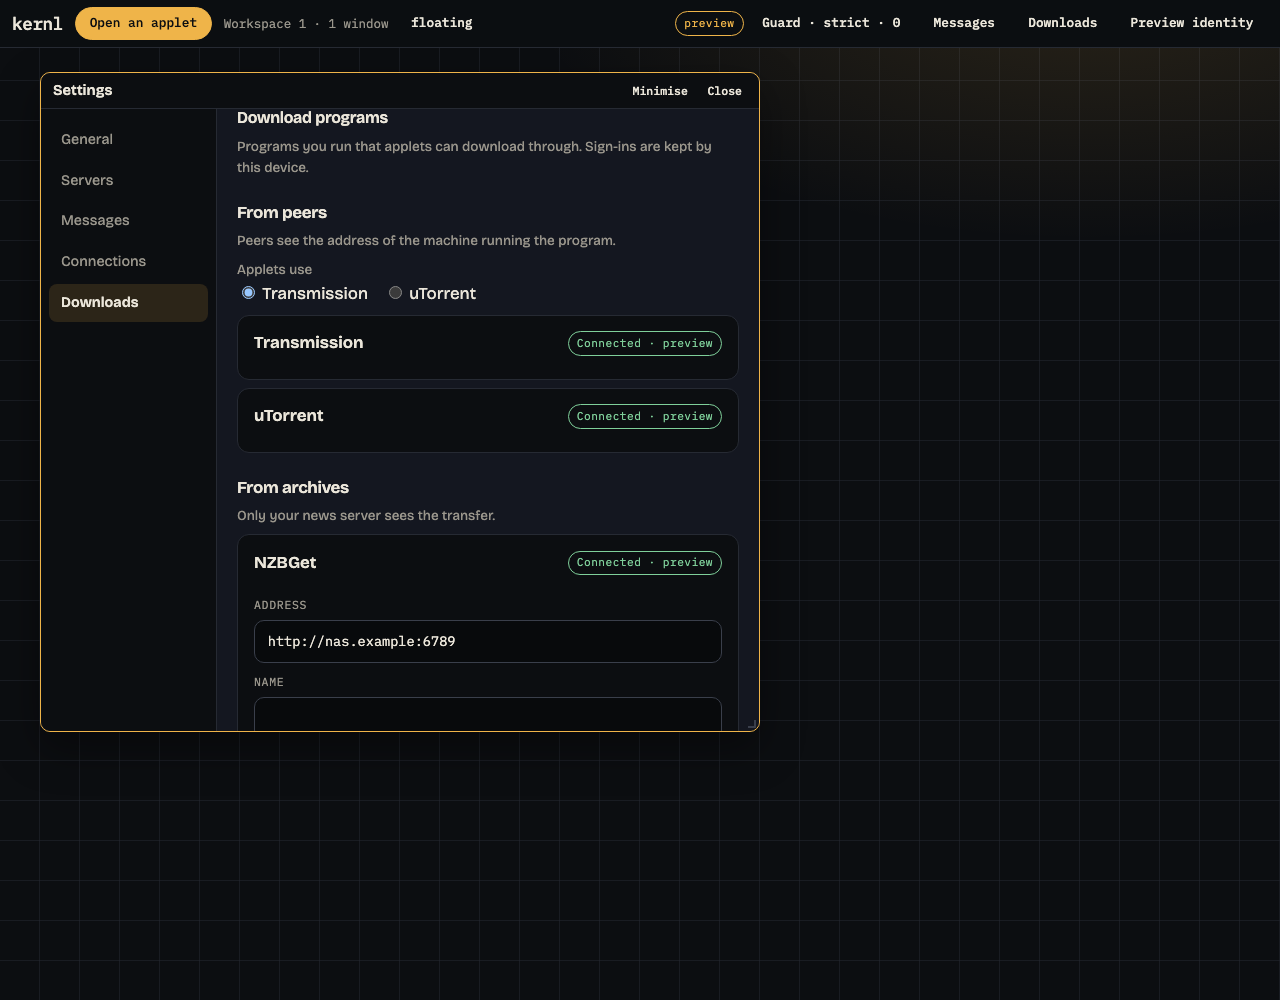 kernl
Open an applet
Workspace 1 · 1 window
floating
preview
Guard · strict · 0
Messages
Downloads
Preview identity
Settings
Minimise
Close
General
Servers
Messages
Connections
Downloads
Download programs
Programs you run that applets can download through. Sign-ins are kept by
this device.
From peers
Peers see the address of the machine running the program.
Applets use
Transmission
uTorrent
Transmission
Connected · preview
uTorrent
Connected · preview
From archives
Only your news server sees the transfer.
NZBGet
Connected · preview
ADDRESS
http://nas.example:6789
NAME